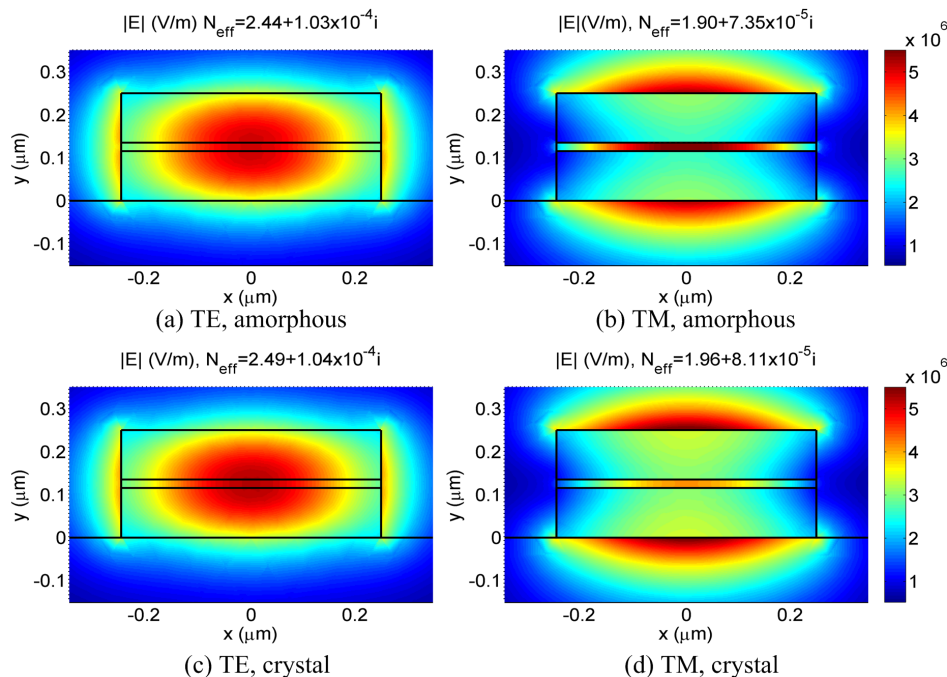 |E| (V/m) N_eff=2.44+1.03x10^-4i
|E|(V/m), N_eff=1.90+7.35x10^-5i
x 10^6
0.3
0.2
0.1
0
-0.1
y (μm)
-0.2
0
0.2
x (μm)
(a) TE, amorphous
0.3
0.2
0.1
0
-0.1
y (μm)
-0.2
0
0.2
x (μm)
(b) TM, amorphous
5
4
3
2
1
|E| (V/m), N_eff=2.49+1.04x10^-4i
|E| (V/m), N_eff=1.96+8.11x10^-5i
x 10^6
0.3
0.2
0.1
0
-0.1
y (μm)
-0.2
0
0.2
x (μm)
(c) TE, crystal
0.3
0.2
0.1
0
-0.1
y (μm)
-0.2
0
0.2
x (μm)
(d) TM, crystal
5
4
3
2
1